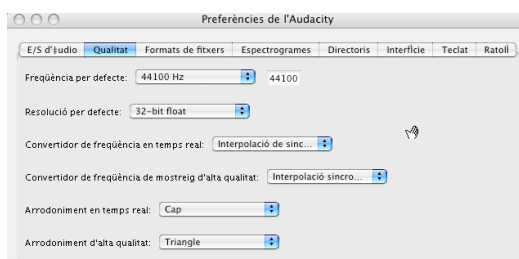 Preferències de l'Audacity
E/S d'‡udio Qualitat Formats de fitxers Espectrogrames Directoris Interfície Teclat Ratolí
Freqüència per defecte: 44100 Hz 44100
Resolució per defecte: 32-bit float
Convertidor de freqüència en temps real: Interpolació de sinc...
Convertidor de freqüència de mostreig d'alta qualitat: Interpolació sincro...
Arrodoniment en temps real: Cap
Arrodoniment d'alta qualitat: Triangle